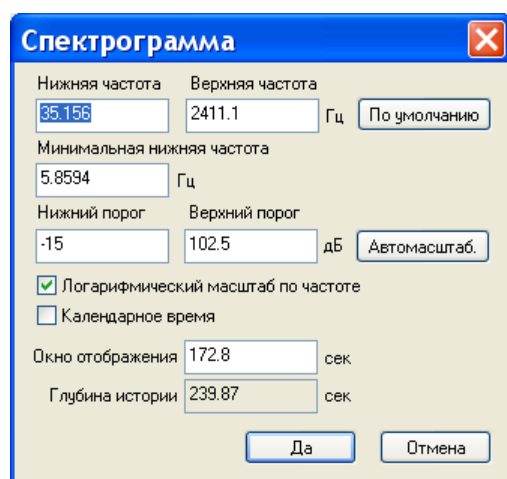 Спектрограмма
Нижняя частота Верхняя частота
35.156 2411.1 Гц По умолчанию
Минимальная нижняя частота
5.8594 Гц
Нижний порог Верхний порог
-15 102.5 дБ Автомасштаб.
Логарифмический масштаб по частоте
Календарное время
Окно отображения 172.8 сек
Глубина истории 239.87 сек
Да Отмена